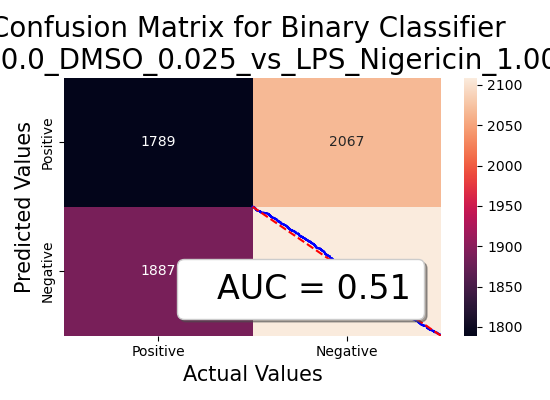 Confusion Matrix for Binary Classifier
0.0_DMSO_0.025_vs_LPS_Nigericin_1.00
Predicted Values
Positive
Negative
1789
2067
1887
AUC = 0.51
Positive
Negative
Actual Values
2100
2050
2000
1950
1900
1850
1800